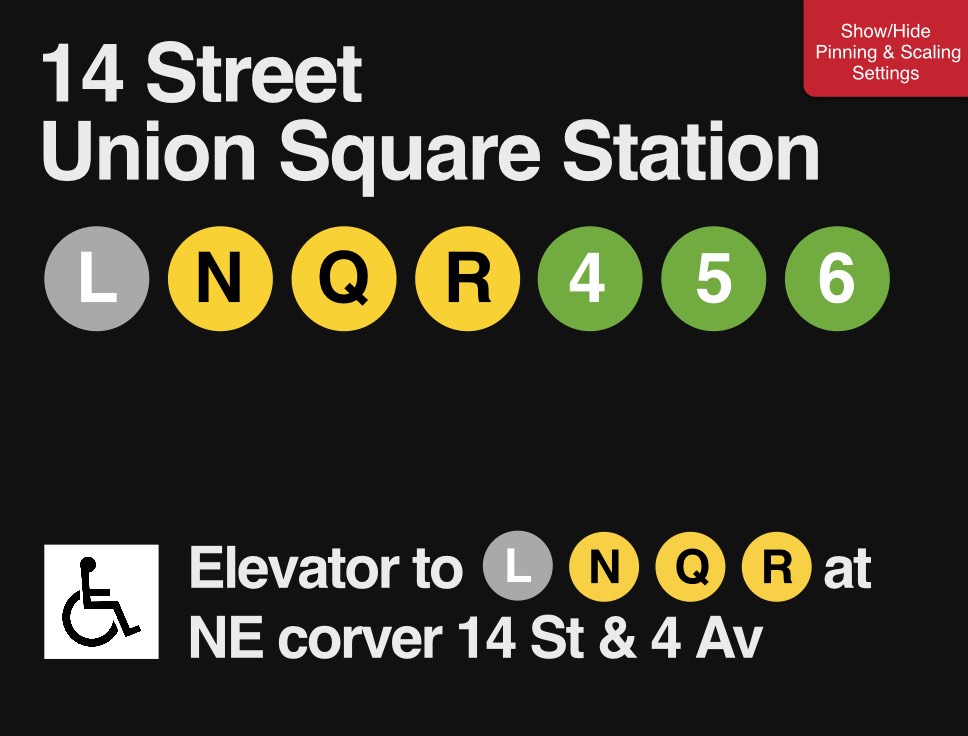 14 Street
Union Square Station
L N Q R 4 5 6
Elevator to L N Q R at
NE corver 14 St & 4 Av
Show/Hide
Pinning & Scaling
Settings